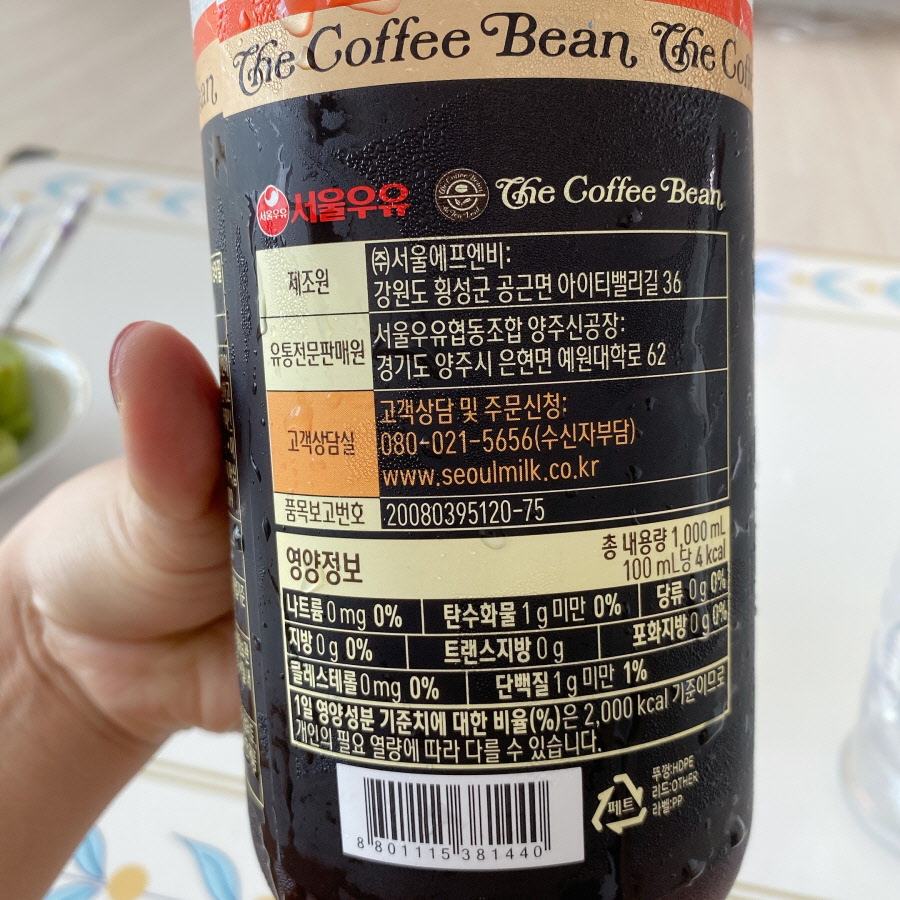 The Coffee Bean The
서울우유 서울우유 The Coffee Bean
제조원 ㈜서울에프엔비:
강원도 횡성군 공근면 아이티밸리길 36
유통전문판매원 서울우유협동조합 양주신공장:
경기도 양주시 은현면 예원대학로 62
고객상담실 고객상담 및 주문신청:
080-021-5656(수신자부담)
www.seoulmilk.co.kr
품목보고번호 20080395120-75
영양정보 총 내용량 1,000 mL
100 mL당 4 kcal
나트륨 0 mg 0% 탄수화물 1 g 미만 0% 당류 0 g 0%
지방 0 g 0% 트랜스지방 0 g 포화지방 0 g 0%
콜레스테롤 0 mg 0% 단백질 1 g 미만 1%
1일 영양성분 기준치에 대한 비율(%)은 2,000 kcal 기준이므로
개인의 필요 열량에 따라 다를 수 있습니다.
8 801115 381440
페트
뚜껑:HDPE
리드:OTHER
라벨:PP